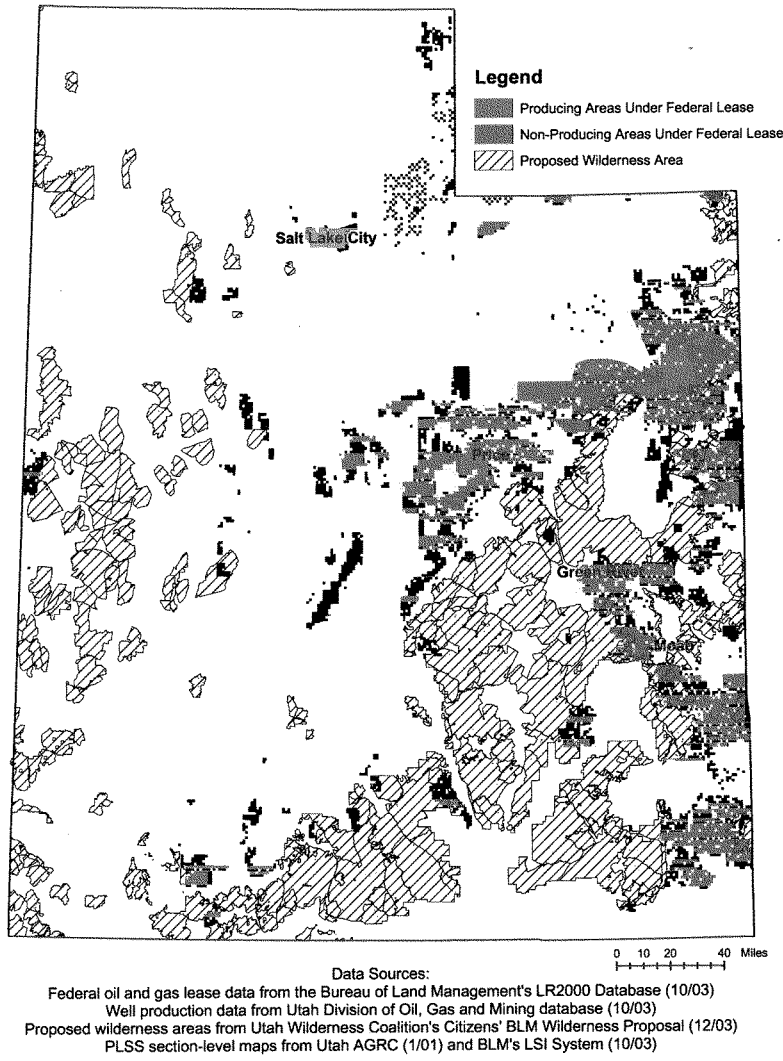 Legend
Producing Areas Under Federal Lease
Non-Producing Areas Under Federal Lease
Proposed Wilderness Area
Salt Lake City
Price
Green River
Moab
0 10 20 40 Miles
Data Sources:
Federal oil and gas lease data from the Bureau of Land Management's LR2000 Database (10/03)
Well production data from Utah Division of Oil, Gas and Mining database (10/03)
Proposed wilderness areas from Utah Wilderness Coalition's Citizens' BLM Wilderness Proposal (12/03)
PLSS section-level maps from Utah AGRC (1/01) and BLM's LSI System (10/03)